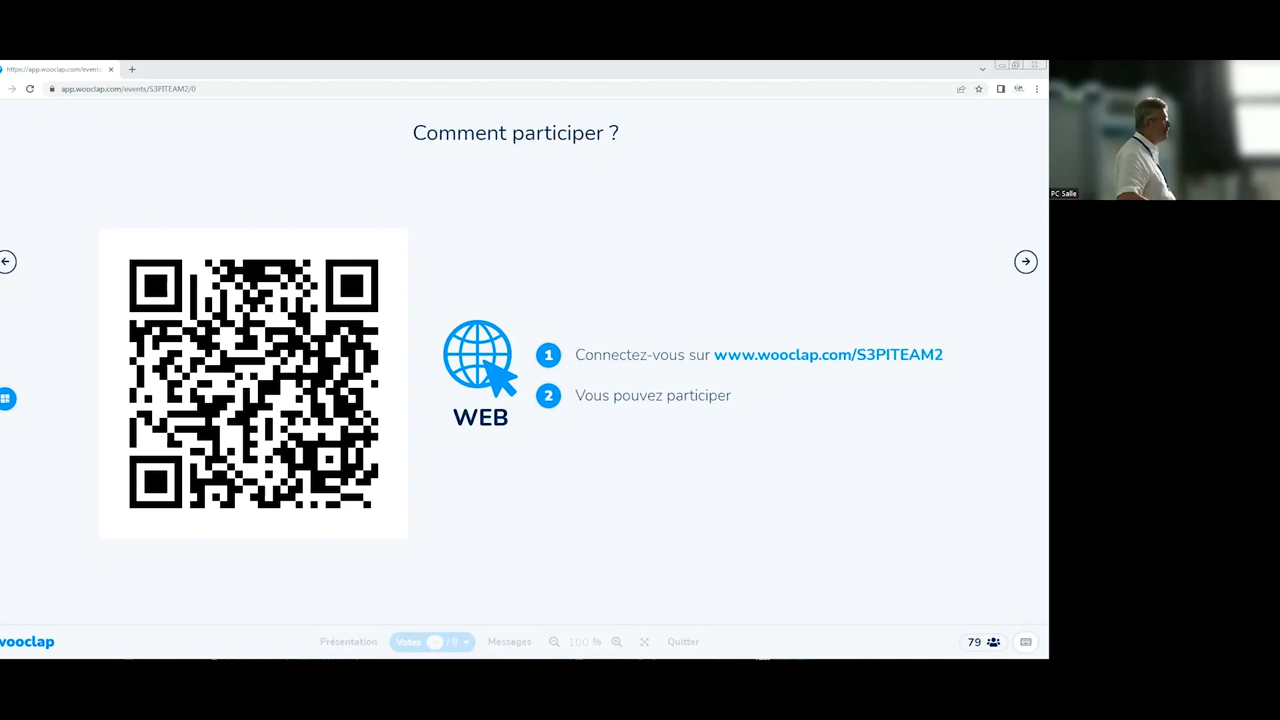 https://app.wooclap.com/events
app.wooclap.com/events/S3PITEAM2/0
Comment participer ?
PC Salle
1 Connectez-vous sur www.wooclap.com/S3PITEAM2
2 Vous pouvez participer
WEB
wooclap
Présentation
Votes - / 9
Messages
100 %
Quitter
79